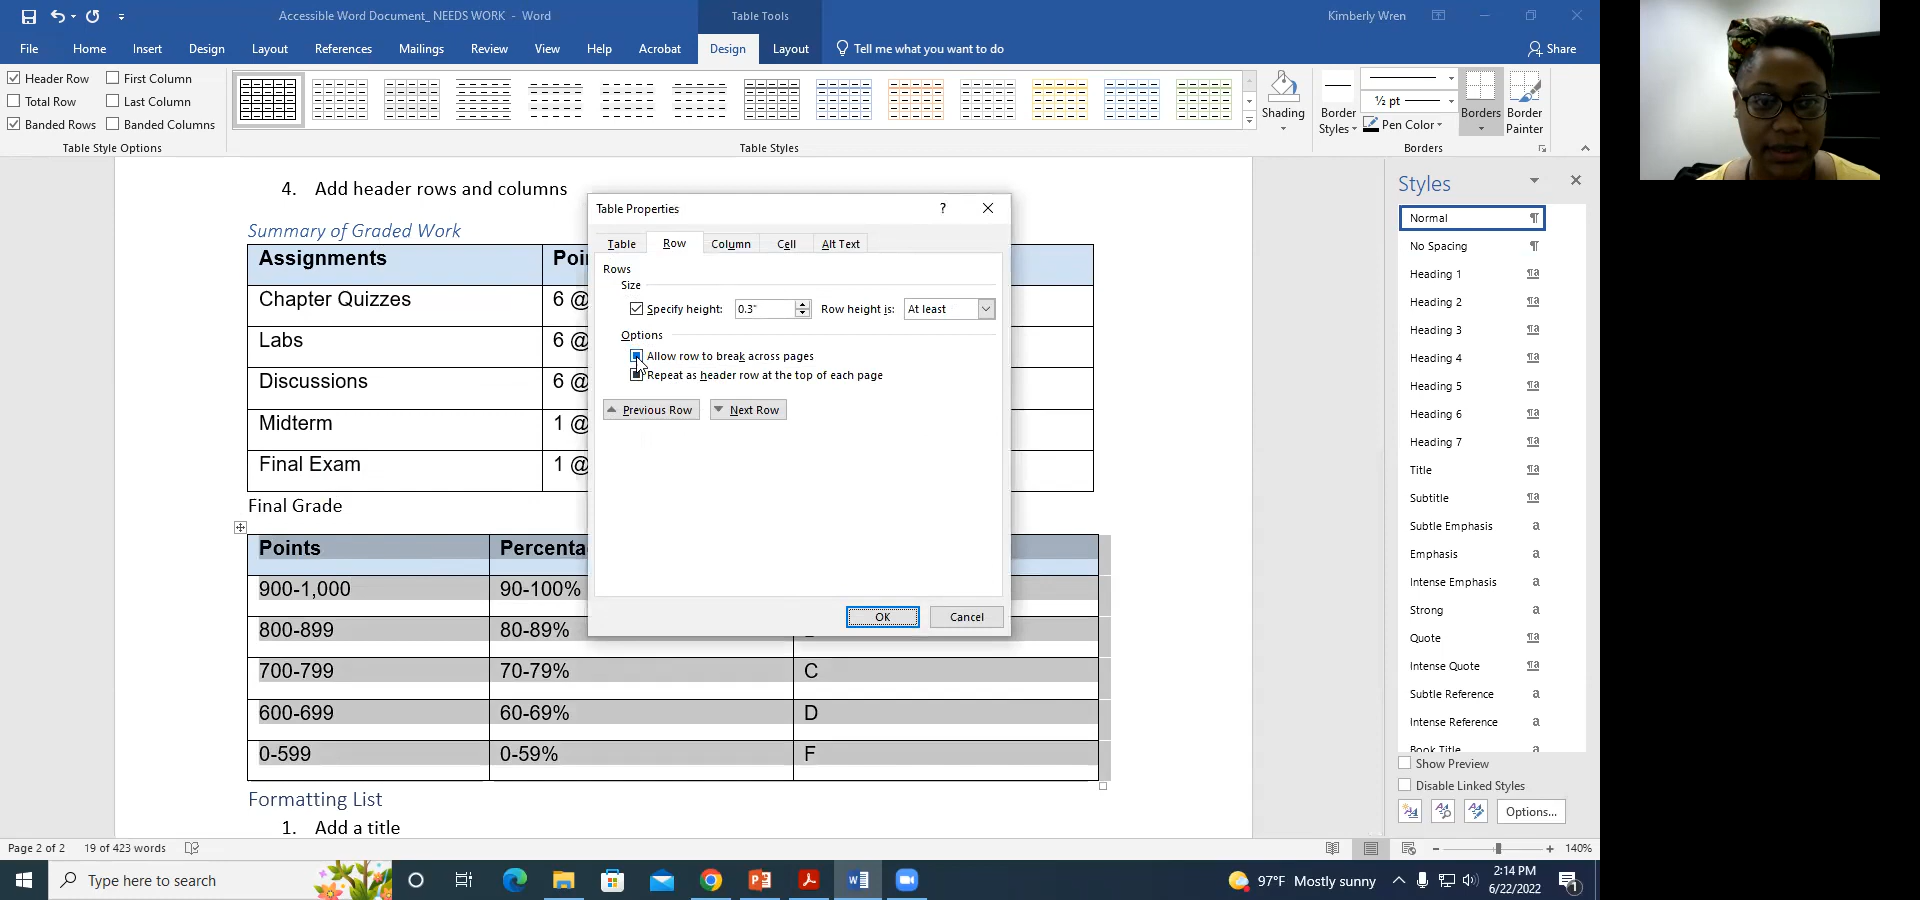 Accessible Word Document_ NEEDS WORK - Word
Table Tools
Kimberly Wren
File Home Insert Design Layout References Mailings Review View Help Acrobat Design Layout Tell me what you want to do Share
Header Row First Column
Total Row Last Column
Banded Rows Banded Columns
Table Style Options
Table Styles
Shading
Border Styles
½ pt
Pen Color
Borders
Border Painter
Borders
4. Add header rows and columns
Summary of Graded Work
Assignments Poi
Chapter Quizzes 6 @
Labs 6 @
Discussions 6 @
Midterm 1 @
Final Exam 1 @
Final Grade
Points Percenta
900-1,000 90-100%
800-899 80-89%
700-799 70-79% C
600-699 60-69% D
0-599 0-59% F
Formatting List
1. Add a title
Table Properties ?
Table Row Column Cell Alt Text
Rows
Size
Specify height: 0.3" Row height is: At least
Options
Allow row to break across pages
Repeat as header row at the top of each page
Previous Row Next Row
OK Cancel
Styles
Normal ¶
No Spacing ¶
Heading 1 ¶a
Heading 2 ¶a
Heading 3 ¶a
Heading 4 ¶a
Heading 5 ¶a
Heading 6 ¶a
Heading 7 ¶a
Title ¶a
Subtitle ¶a
Subtle Emphasis a
Emphasis a
Intense Emphasis a
Strong a
Quote ¶a
Intense Quote ¶a
Subtle Reference a
Intense Reference a
Book Title a
Show Preview
Disable Linked Styles
Options...
Page 2 of 2 19 of 423 words
140%
Type here to search
97°F Mostly sunny
2:14 PM
6/22/2022
1